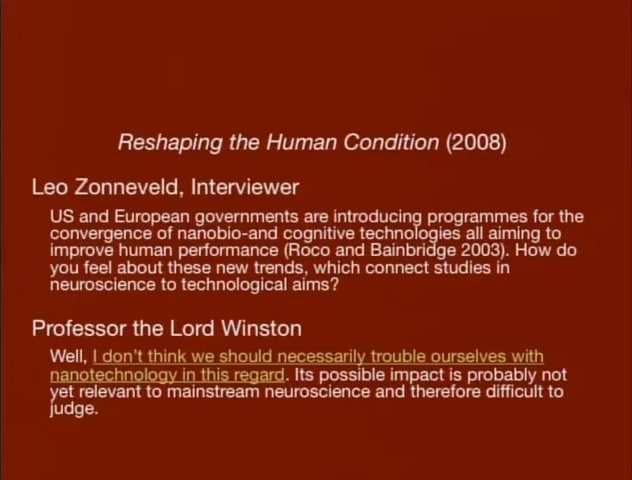 Reshaping the Human Condition (2008)
Leo Zonneveld, Interviewer
US and European governments are introducing programmes for the
convergence of nanobio-and cognitive technologies all aiming to
improve human performance (Roco and Bainbridge 2003). How do
you feel about these new trends, which connect studies in
neuroscience to technological aims?
Professor the Lord Winston
Well, I don't think we should necessarily trouble ourselves with
nanotechnology in this regard. Its possible impact is probably not
yet relevant to mainstream neuroscience and therefore difficult to
judge.